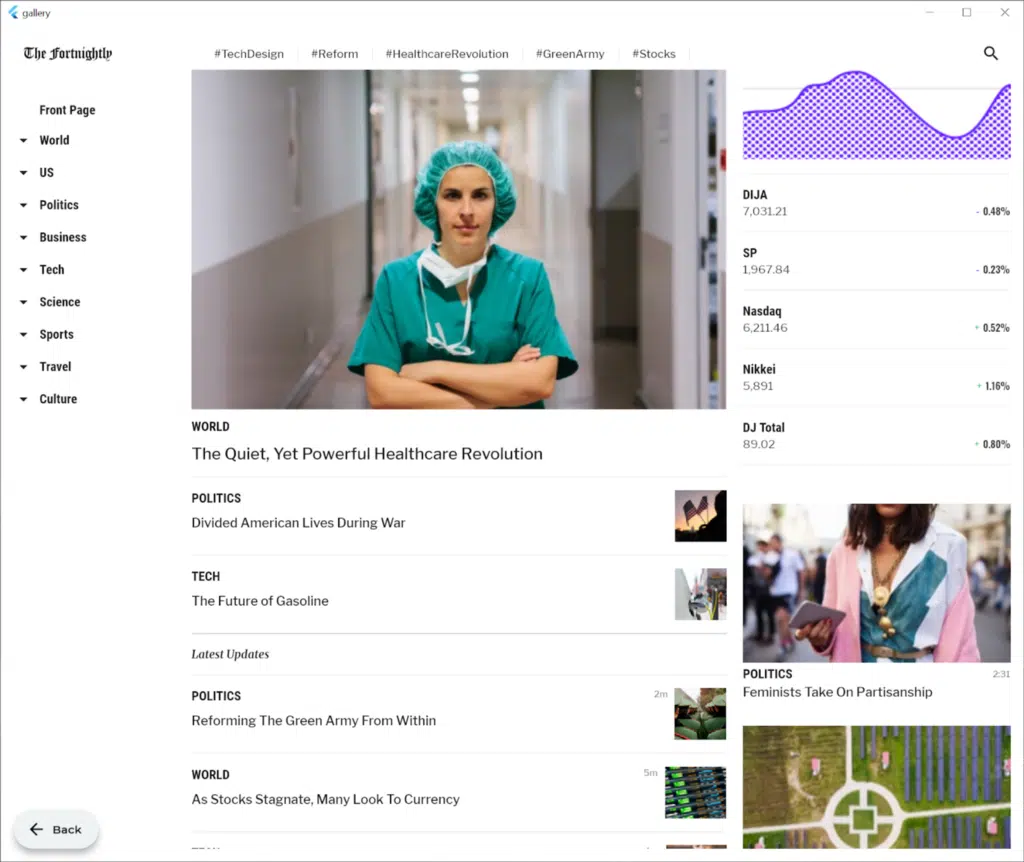 gallery
The Fortnightly
#TechDesign
#Reform
#HealthcareRevolution
#GreenArmy
#Stocks
Front Page
World
US
Politics
Business
Tech
Science
Sports
Travel
Culture
Back
WORLD
The Quiet, Yet Powerful Healthcare Revolution
POLITICS
Divided American Lives During War
TECH
The Future of Gasoline
Latest Updates
POLITICS
2m
Reforming The Green Army From Within
WORLD
5m
As Stocks Stagnate, Many Look To Currency
DIJA
7,031.21
- 0.48%
SP
1,967.84
- 0.23%
Nasdaq
6,211.46
+ 0.52%
Nikkei
5,891
+ 1.16%
DJ Total
89.02
+ 0.80%
POLITICS
2:31
Feminists Take On Partisanship